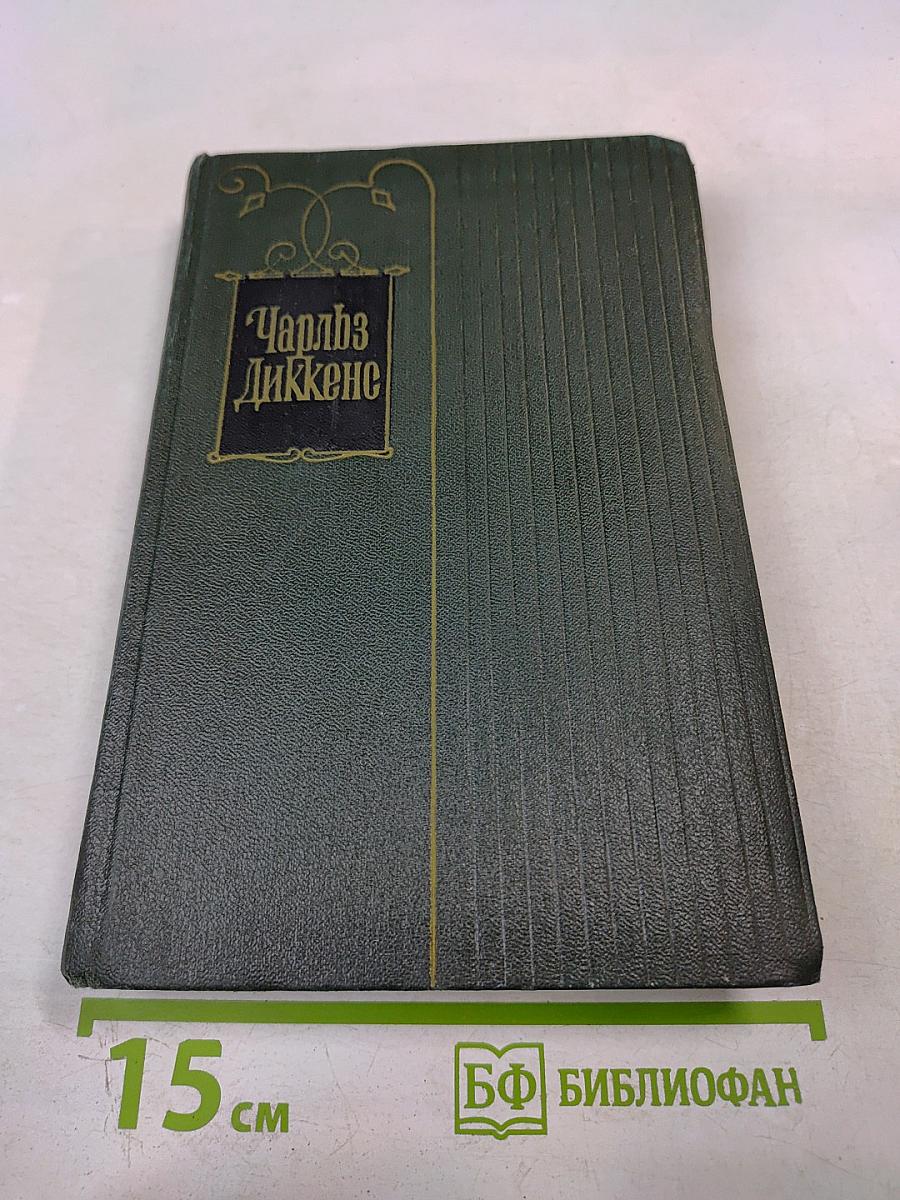 Чарльз
Диккенс
15 см
БФ БИБЛИОФАН